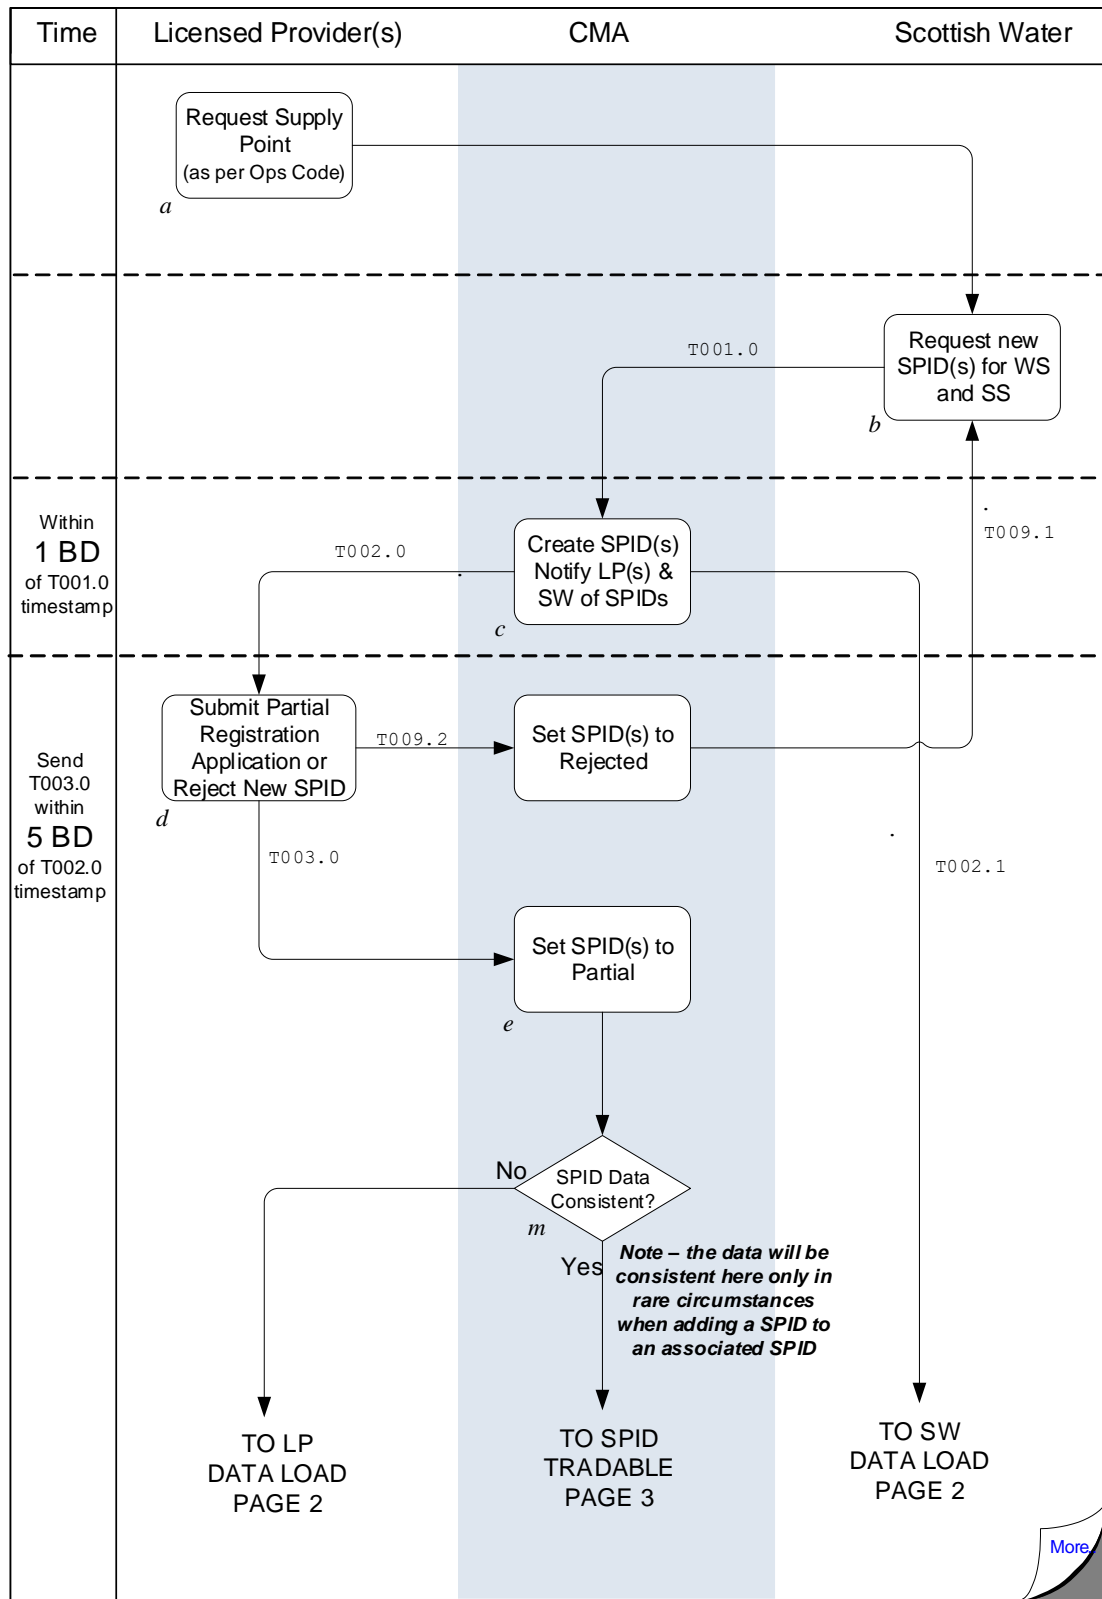 Time
Licensed Provider(s)
CMA
Scottish Water
Request Supply
Point
(as per Ops Code)
a
Request new
SPID(s) for WS
and SS
b
T001.0
Within
1 BD
of T001.0
timestamp
T002.0
Create SPID(s)
Notify LP(s) &
SW of SPIDs
c
T009.1
Send
T003.0
within
5 BD
of T002.0
timestamp
Submit Partial
Registration
Application or
Reject New SPID
d
T009.2
Set SPID(s) to
Rejected
T003.0
T002.1
Set SPID(s) to
Partial
e
No
SPID Data
Consistent?
m
Yes
Note – the data will be
consistent here only in
rare circumstances
when adding a SPID to
an associated SPID
TO LP
DATA LOAD
PAGE 2
TO SPID
TRADABLE
PAGE 3
TO SW
DATA LOAD
PAGE 2
More..